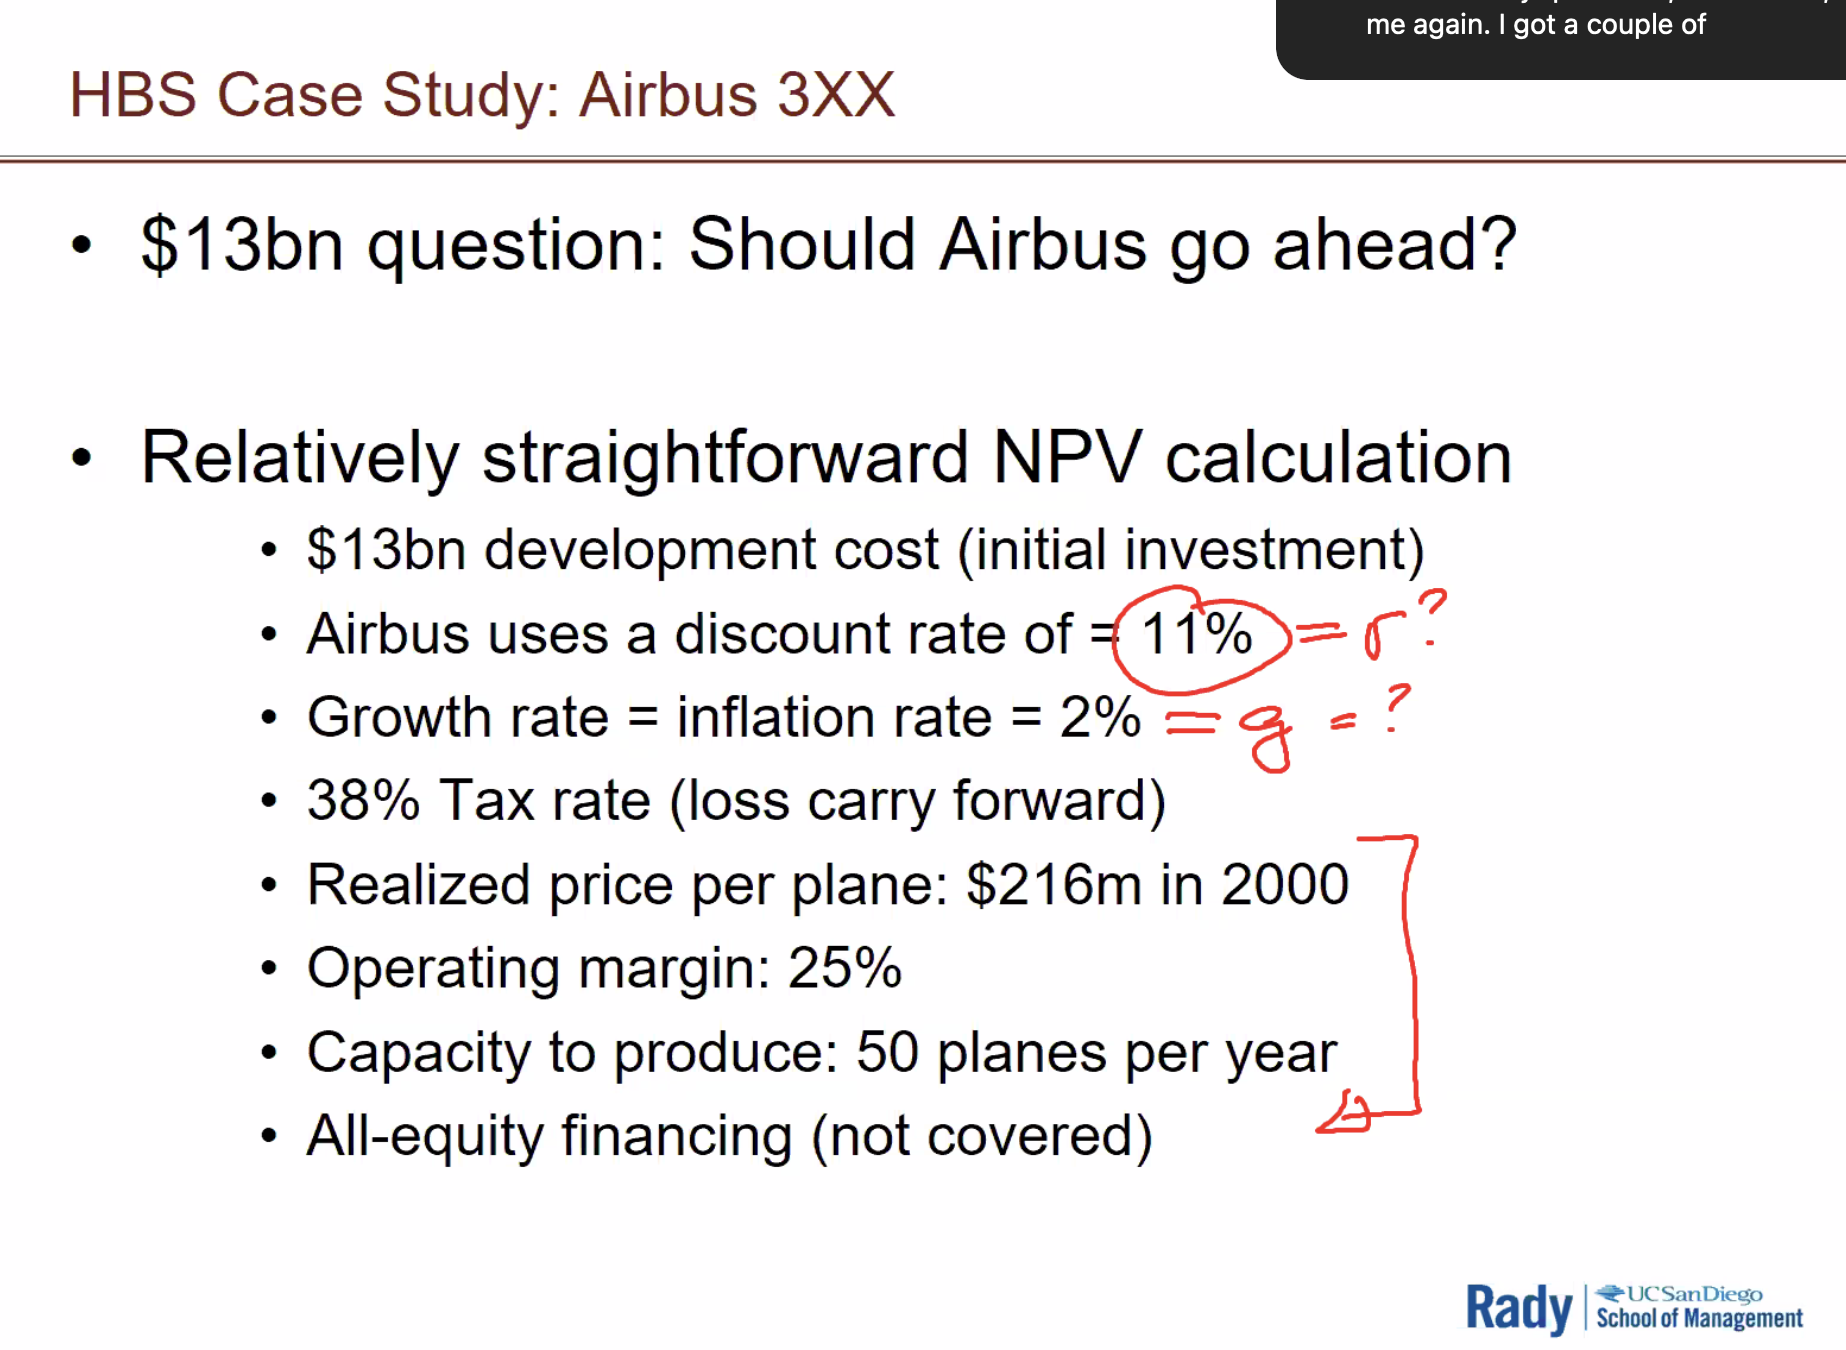 me again. I got a couple of
HBS Case Study: Airbus 3XX
• $13bn question: Should Airbus go ahead?
• Relatively straightforward NPV calculation
• $13bn development cost (initial investment)
• Airbus uses a discount rate of = 11% = r?
• Growth rate = inflation rate = 2% = g = ?
• 38% Tax rate (loss carry forward)
• Realized price per plane: $216m in 2000
• Operating margin: 25%
• Capacity to produce: 50 planes per year
• All-equity financing (not covered)
Rady | UC San Diego
School of Management